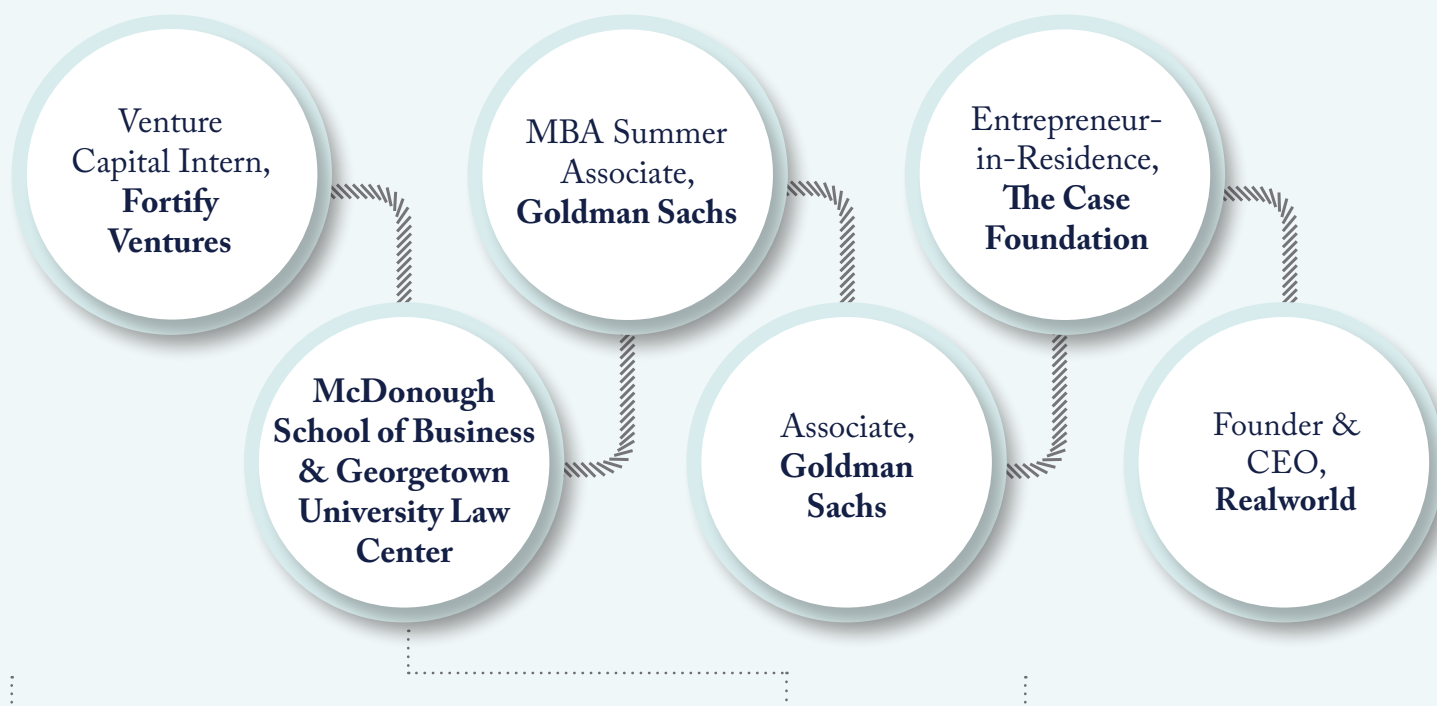 Venture
Capital Intern,
Fortify
Ventures
McDonough
School of Business
& Georgetown
University Law
Center
MBA Summer
Associate,
Goldman Sachs
Associate,
Goldman
Sachs
Entrepreneur-
in-Residence,
The Case
Foundation
Founder &
CEO,
Realworld